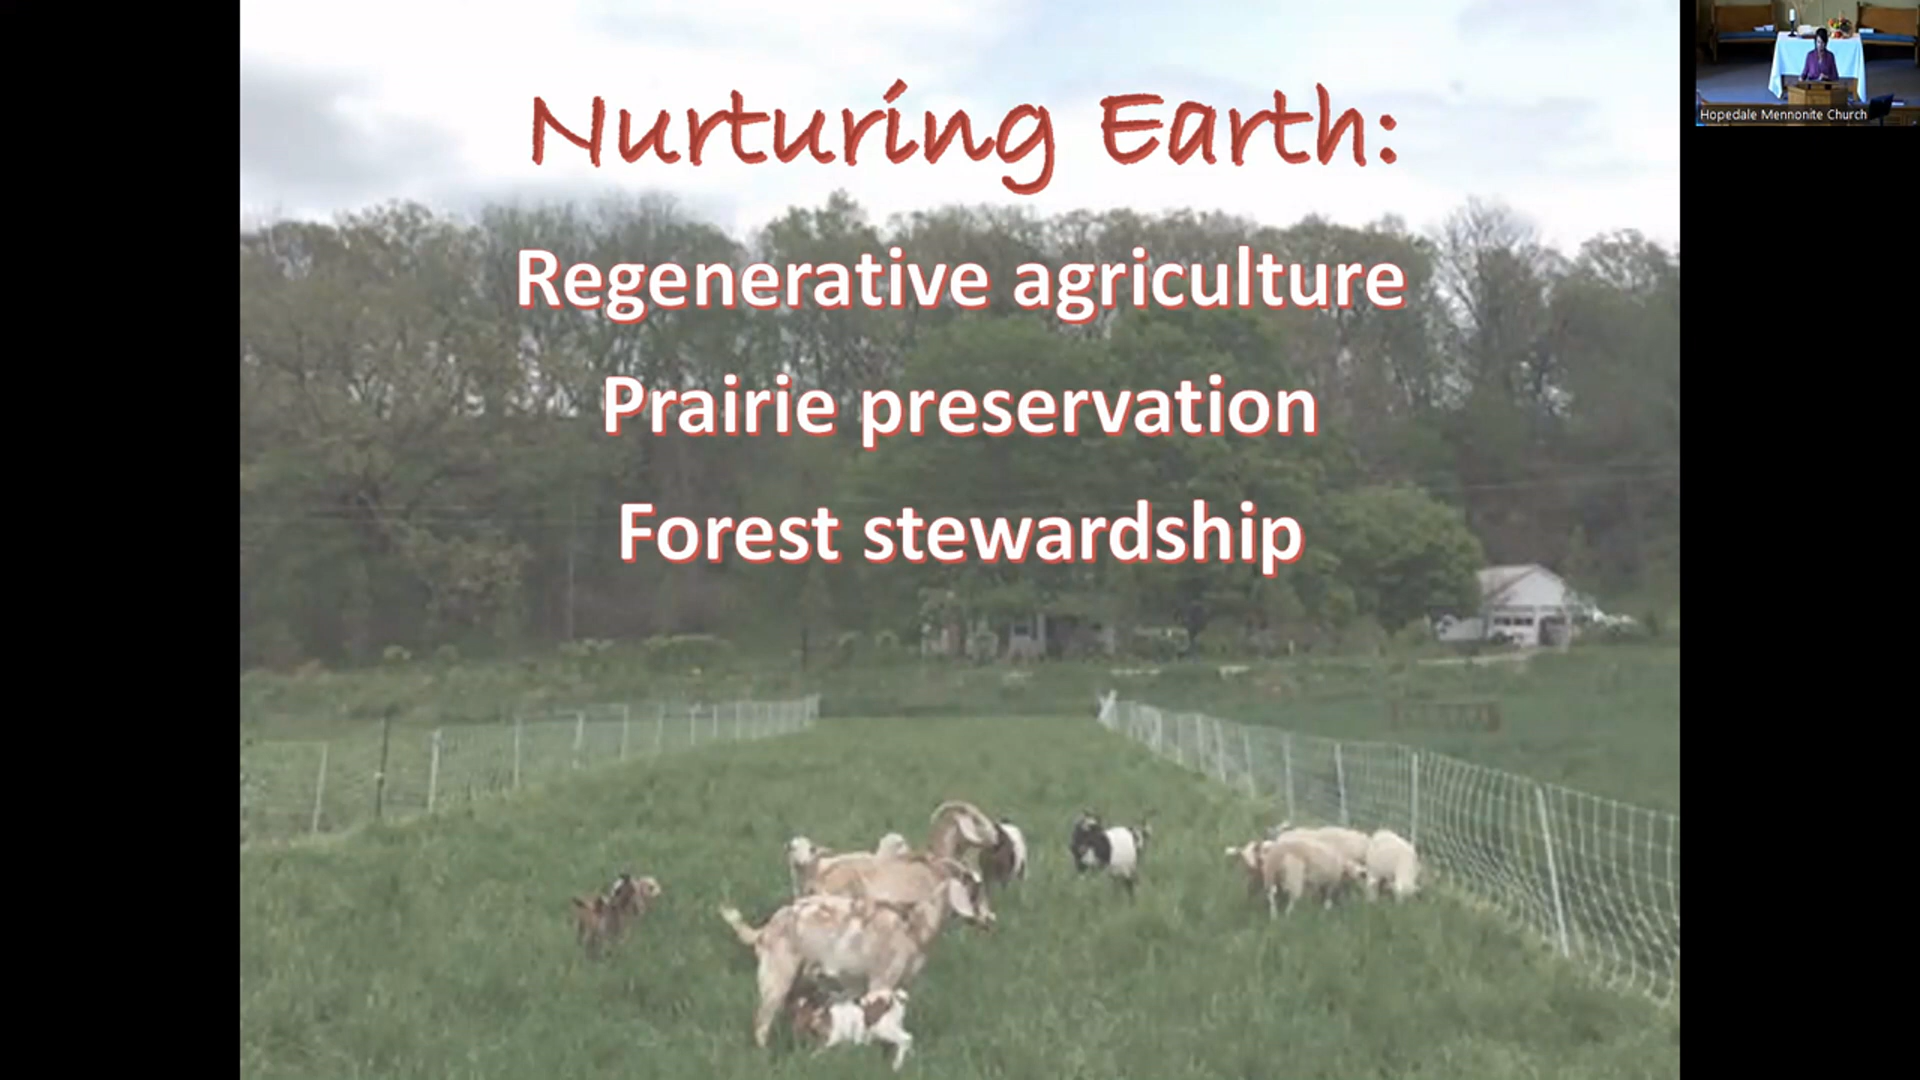 Nurturing Earth:
Regenerative agriculture
Prairie preservation
Forest stewardship
Hopedale Mennonite Church